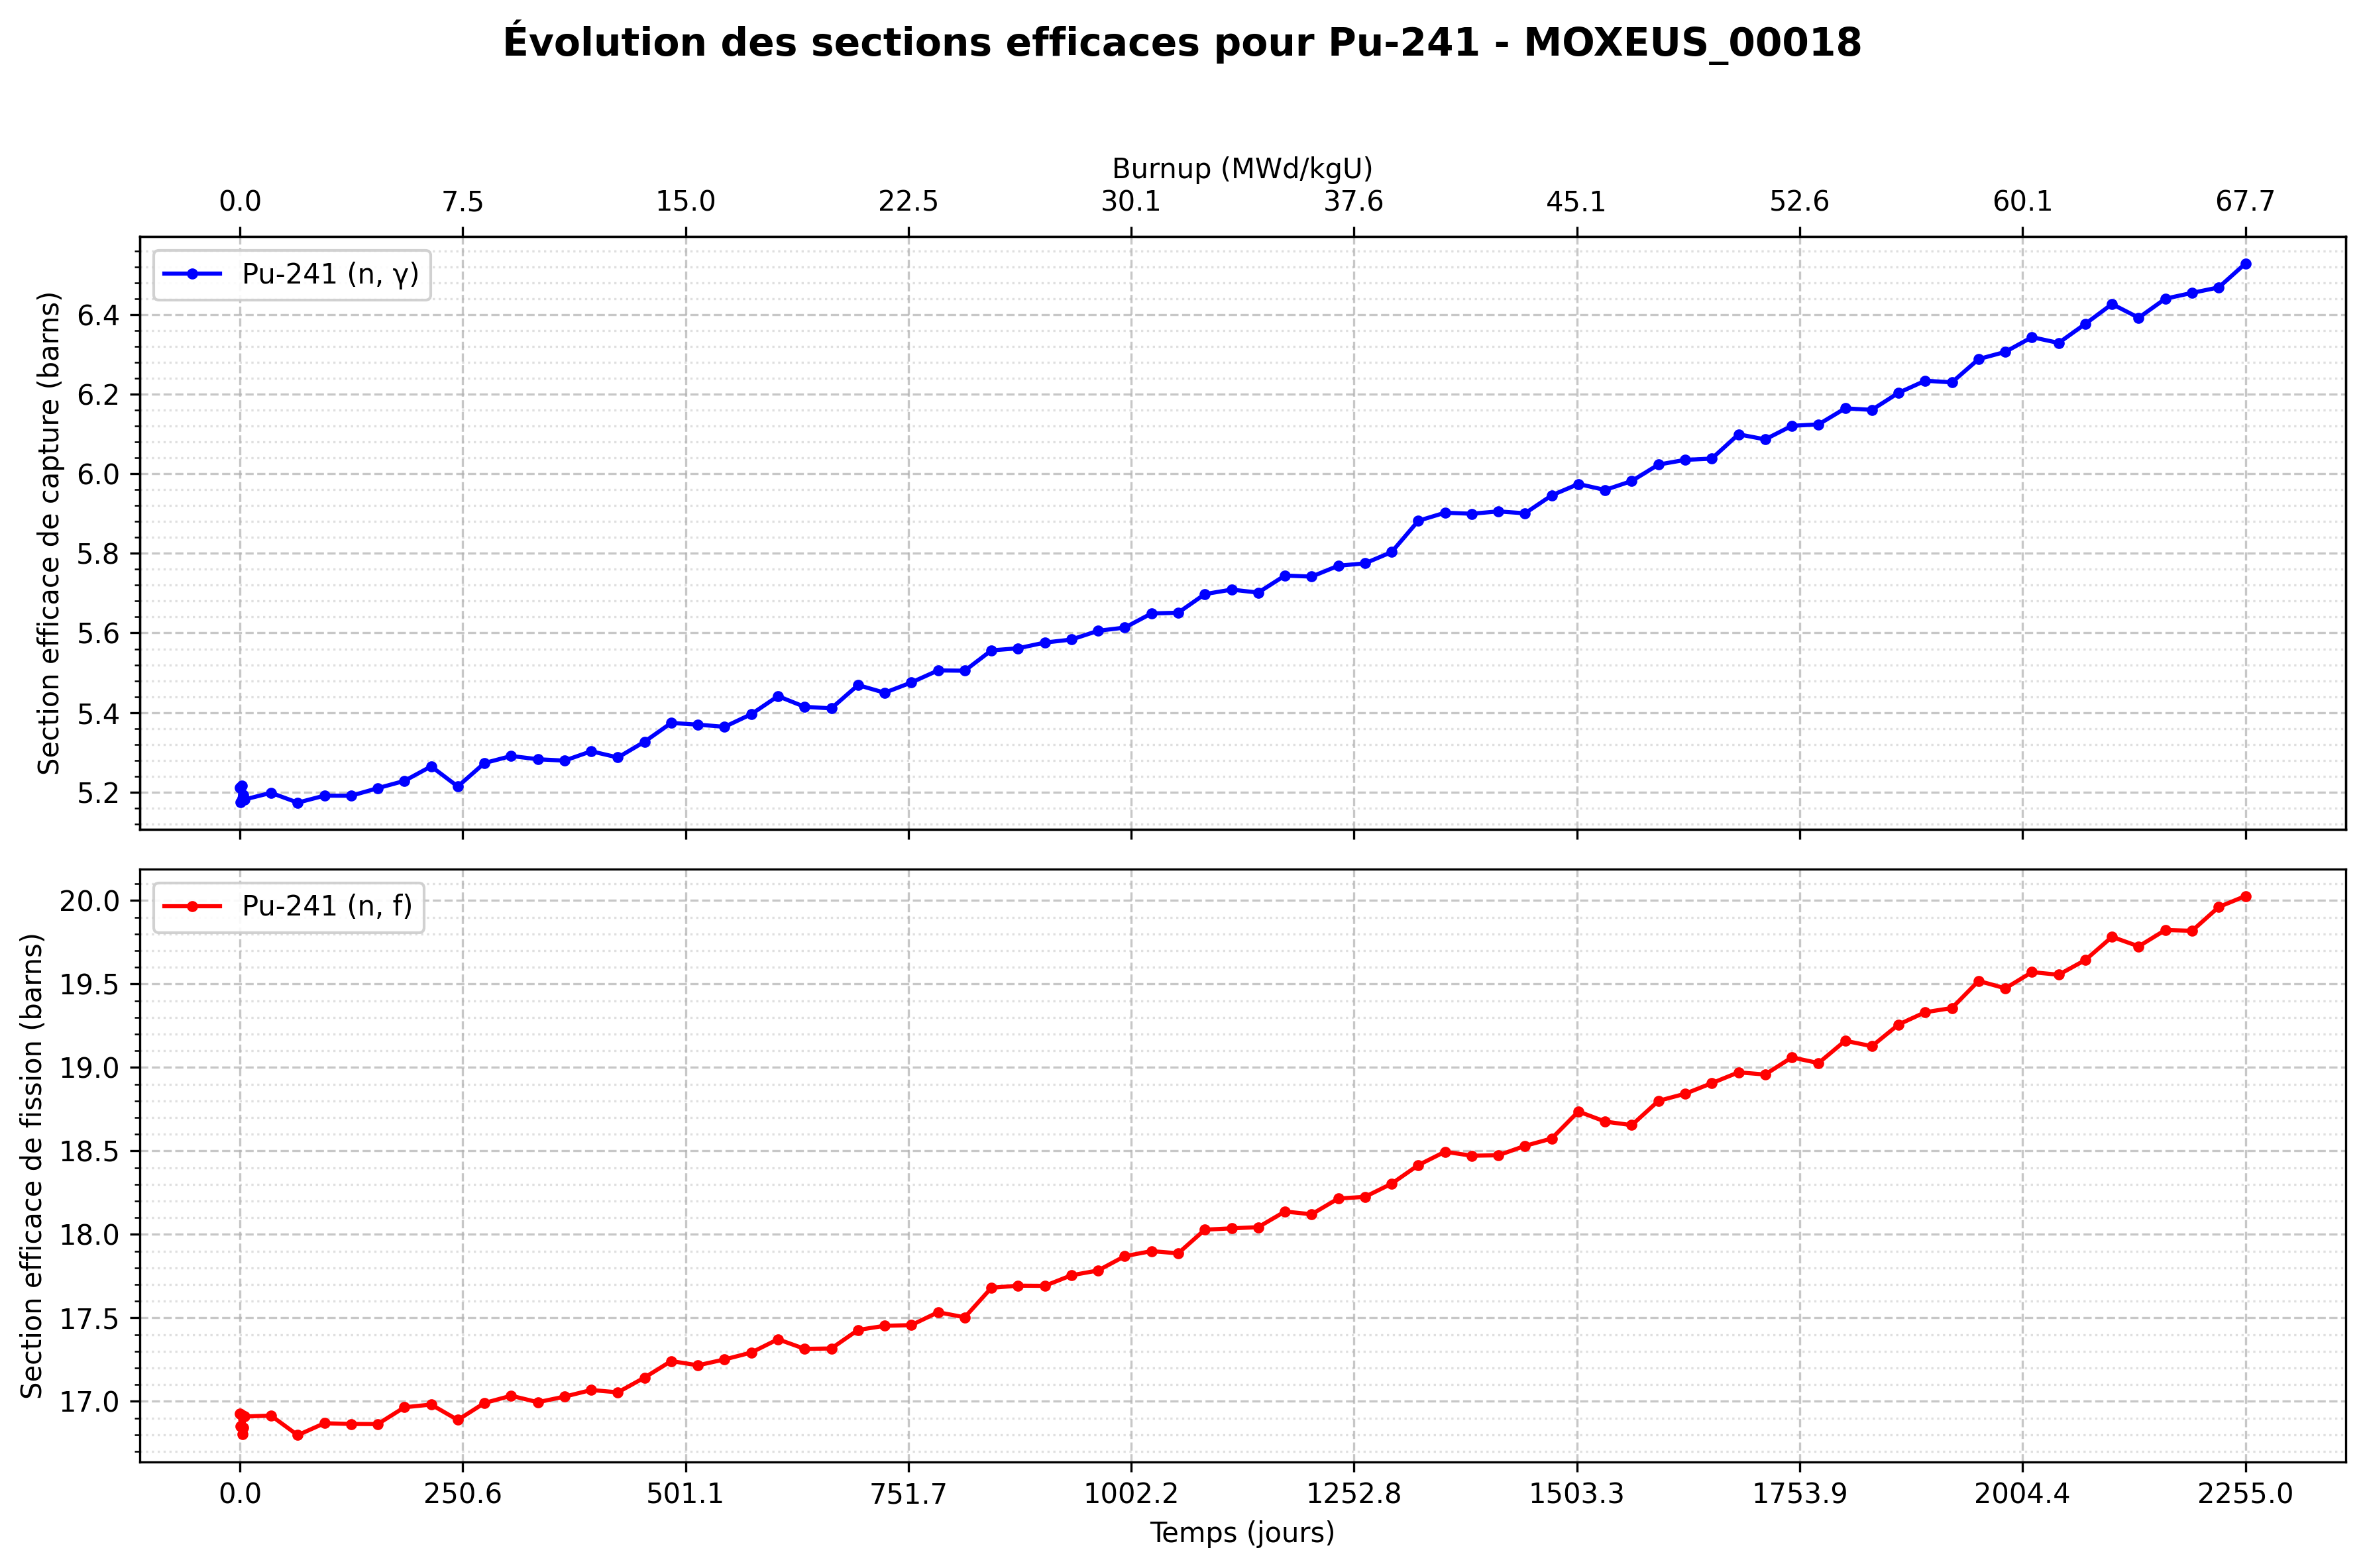 Évolution des sections efficaces pour Pu-241 - MOXEUS_00018
Burnup (MWd/kgU)
0.0 7.5 15.0 22.5 30.1 37.6 45.1 52.6 60.1 67.7
Pu-241 (n, γ)
Section efficace de capture (barns)
6.4
6.2
6.0
5.8
5.6
5.4
5.2
Pu-241 (n, f)
Section efficace de fission (barns)
20.0
19.5
19.0
18.5
18.0
17.5
17.0
0.0 250.6 501.1 751.7 1002.2 1252.8 1503.3 1753.9 2004.4 2255.0
Temps (jours)